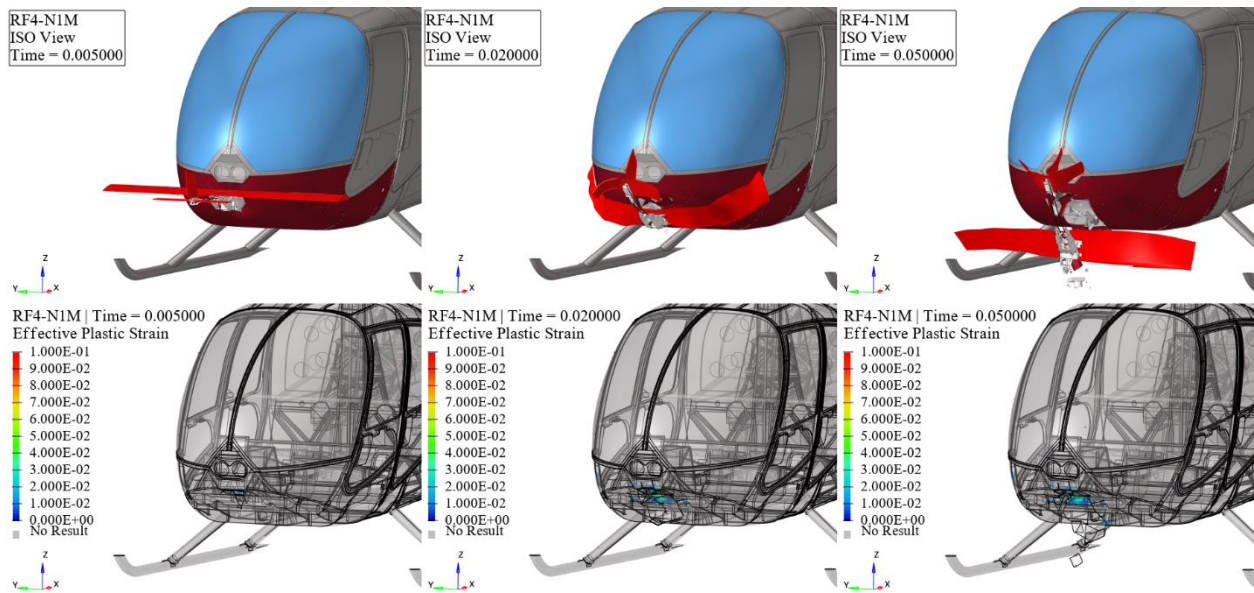 RF4-N1M
ISO View
Time = 0.005000
Z
Y
X
RF4-N1M
ISO View
Time = 0.020000
Z
Y
X
RF4-N1M
ISO View
Time = 0.050000
Z
Y
X
RF4-N1M | Time = 0.005000
Effective Plastic Strain
1.000E-01
9.000E-02
8.000E-02
7.000E-02
6.000E-02
5.000E-02
4.000E-02
3.000E-02
2.000E-02
1.000E-02
0.000E+00
No Result
Z
Y
X
RF4-N1M | Time = 0.020000
Effective Plastic Strain
1.000E-01
9.000E-02
8.000E-02
7.000E-02
6.000E-02
5.000E-02
4.000E-02
3.000E-02
2.000E-02
1.000E-02
0.000E+00
No Result
Z
Y
X
RF4-N1M | Time = 0.050000
Effective Plastic Strain
1.000E-01
9.000E-02
8.000E-02
7.000E-02
6.000E-02
5.000E-02
4.000E-02
3.000E-02
2.000E-02
1.000E-02
0.000E+00
No Result
Z
Y
X